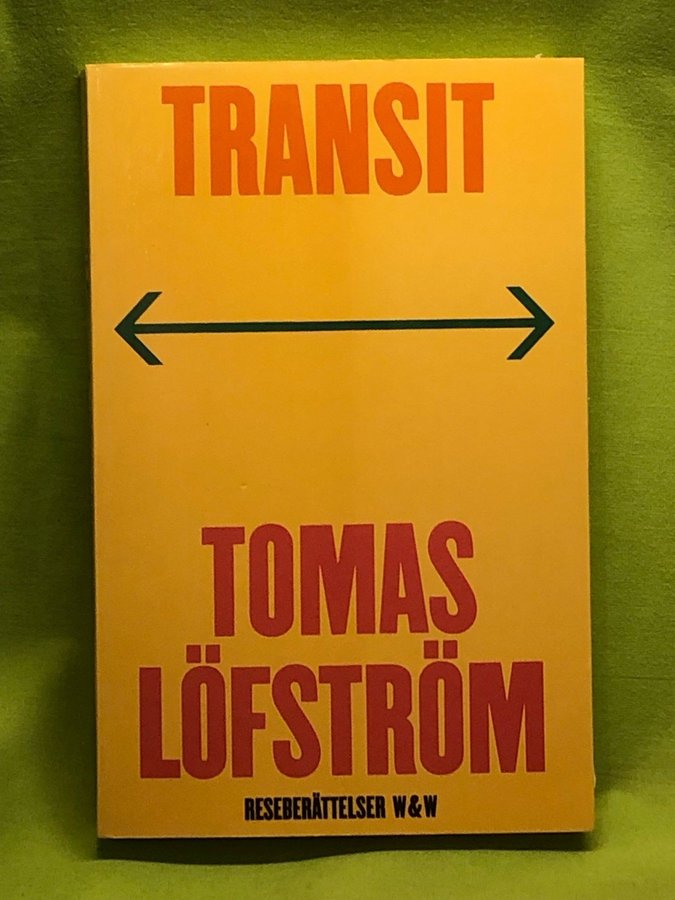 TRANSIT
TOMAS
LÖFSTRÖM
RESEBERÄTTELSER W&W